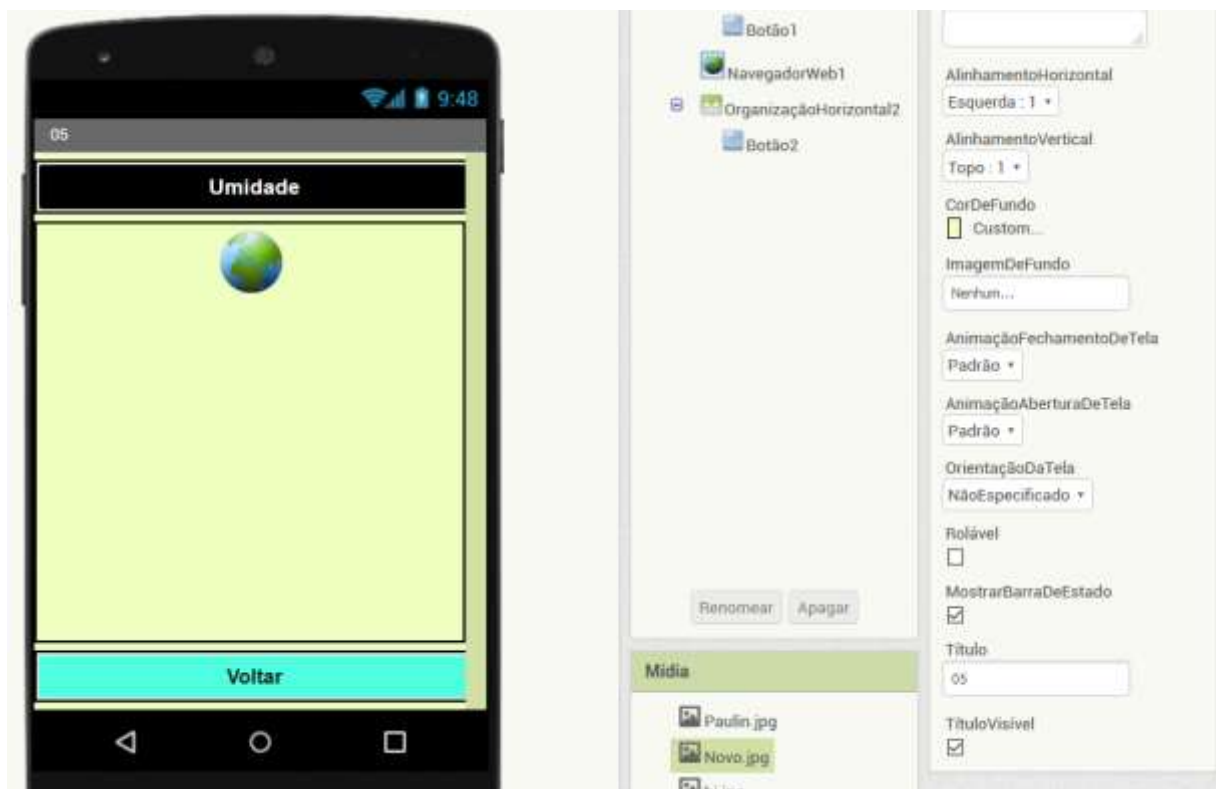 9:48
05
Umidade
Voltar
Botão1
NavegadorWeb1
OrganizaçãoHorizontal2
Botão2
Renomear Apagar
Mídia
Paulin.jpg
Novo.jpg
AlinhamentoHorizontal
Esquerda : 1
AlinhamentoVertical
Topo : 1
CorDeFundo
Custom...
ImagemDeFundo
Nenhum...
AnimaçãoFechamentoDeTela
Padrão
AnimaçãoAberturaDeTela
Padrão
OrientaçãoDaTela
NãoEspecificado
Rolável
MostrarBarraDeEstado
Título
05
TítuloVisível